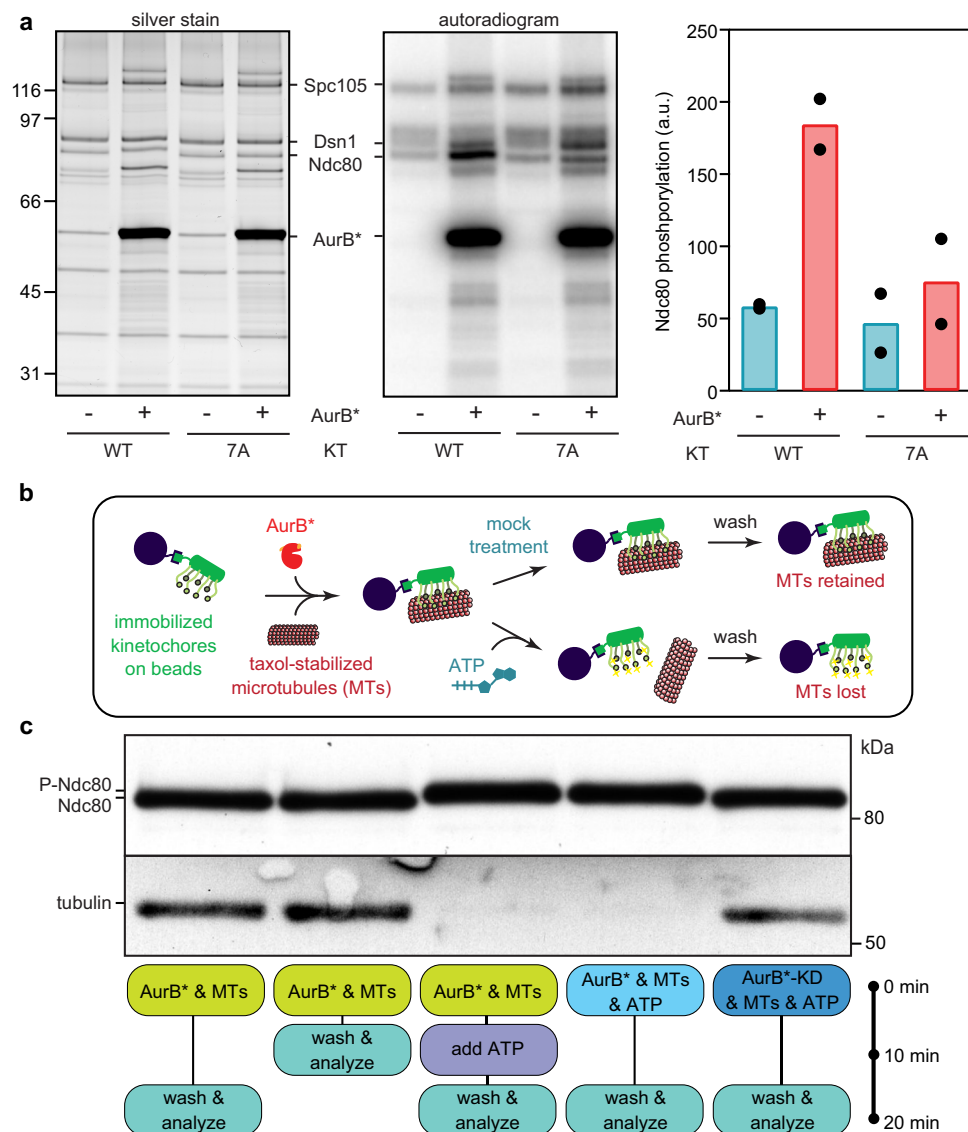 a
silver stain
autoradiogram
116
97
66
45
31
Spc105
Dsn1
Ndc80
AurB*
- + - +
WT 7A
AurB*
KT
- + - +
WT 7A
Ndc80 phoshporylation (a.u.)
250
200
150
100
50
0
AurB* - + - +
KT WT 7A
b
immobilized
kinetochores
on beads
AurB*
taxol-stabilized
microtubules (MTs)
mock
treatment
ATP
wash
MTs retained
wash
MTs lost
c
kDa
P-Ndc80
Ndc80
80
tubulin
50
AurB* & MTs
wash &
analyze
AurB* & MTs
wash &
analyze
AurB* & MTs
add ATP
wash &
analyze
AurB* & MTs
& ATP
wash &
analyze
AurB*-KD
& MTs & ATP
wash &
analyze
0 min
10 min
20 min